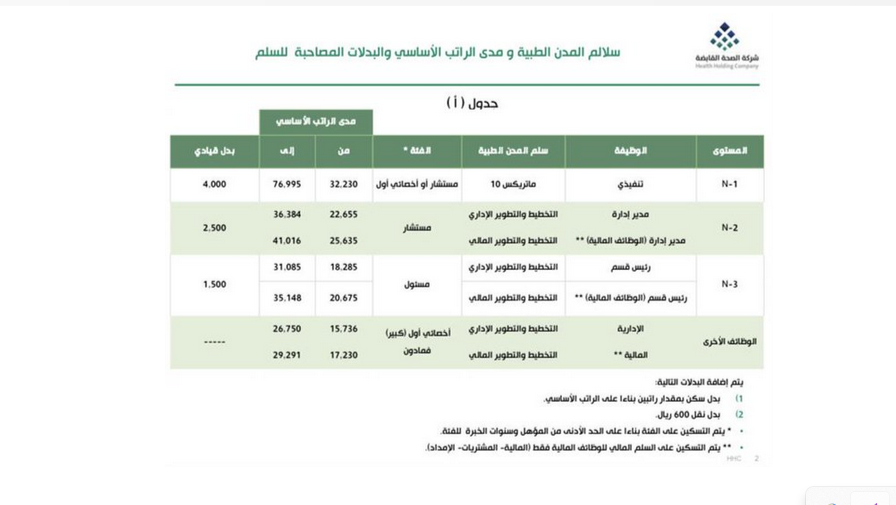 شركة الصحة القابضة
Health Holding Company
سلالم المدن الطبية و مدى الراتب الأساسي والبدلات المصاحبة للسلم
جدول ( أ )
مدى الراتب الأساسي
المستوى الوظيفة سلم المدن الطبية الفئة * من إلى بدل قيادي
N-1 تنفيذي ماتريكس 10 مستشار أو أخصائي أول 32.230 76.995 4.000
N-2 مدير إدارة التخطيط والتطوير الإداري مستشار 22.655 36.384 2.500
مدير إدارة (الوظائف المالية) ** التخطيط والتطوير المالي 25.635 41.016
N-3 رئيس قسم التخطيط والتطوير الإداري مسئول 18.285 31.085 1.500
رئيس قسم (الوظائف المالية) ** التخطيط والتطوير المالي 20.675 35.148
الوظائف الأخرى الإدارية التخطيط والتطوير الإداري أخصائي أول (كبير) فمادون 15.736 26.750 -----
المالية ** التخطيط والتطوير المالي 17.230 29.291
يتم إضافة البدلات التالية:
1) بدل سكن بمقدار راتبين بناءا على الراتب الأساسي.
2) بدل نقل 600 ريال.
• * يتم التسكين على الفئة بناءا على الحد الأدنى من المؤهل وسنوات الخبرة للفئة.
• ** يتم التسكين على السلم المالي للوظائف المالية فقط (المالية- المشتريات- الإمداد).
HHC 2